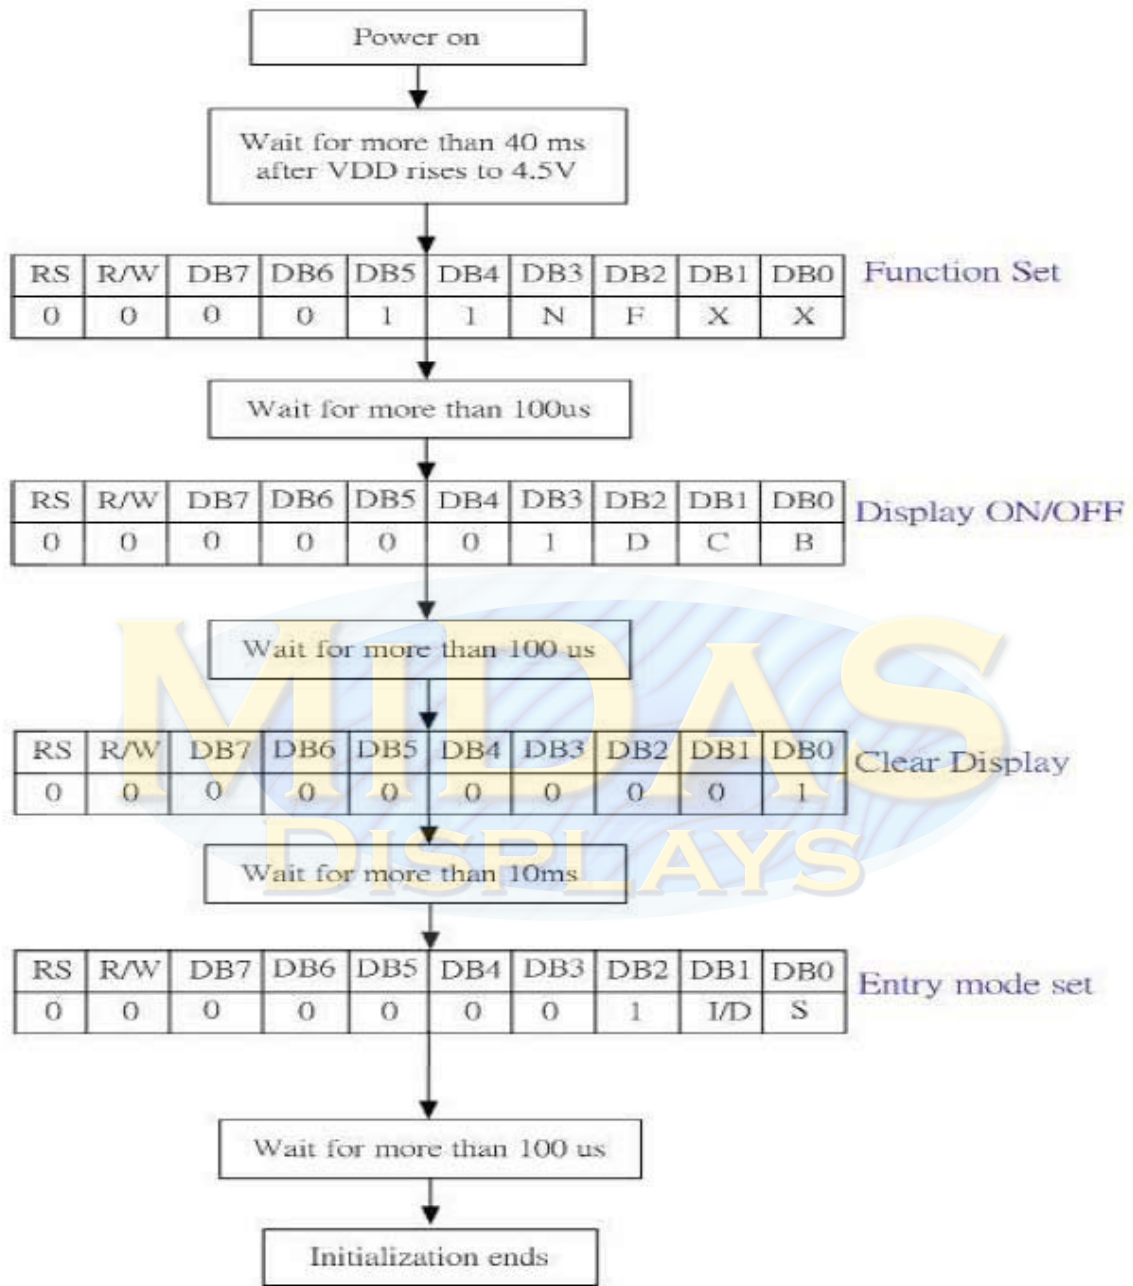 Power on
Wait for more than 40 ms
after VDD rises to 4.5V
RS R/W DB7 DB6 DB5 DB4 DB3 DB2 DB1 DB0
Function Set
0 0 0 0 1 1 N F X X
Wait for more than 100us
RS R/W DB7 DB6 DB5 DB4 DB3 DB2 DB1 DB0
Display ON/OFF
0 0 0 0 0 0 1 D C B
Wait for more than 100 us
MIDAS
RS R/W DB7 DB6 DB5 DB4 DB3 DB2 DB1 DB0
Clear Display
0 0 0 0 0 0 0 0 0 1
DISPLAYS
Wait for more than 10ms
RS R/W DB7 DB6 DB5 DB4 DB3 DB2 DB1 DB0
Entry mode set
0 0 0 0 0 0 0 1 I/D S
Wait for more than 100 us
Initialization ends